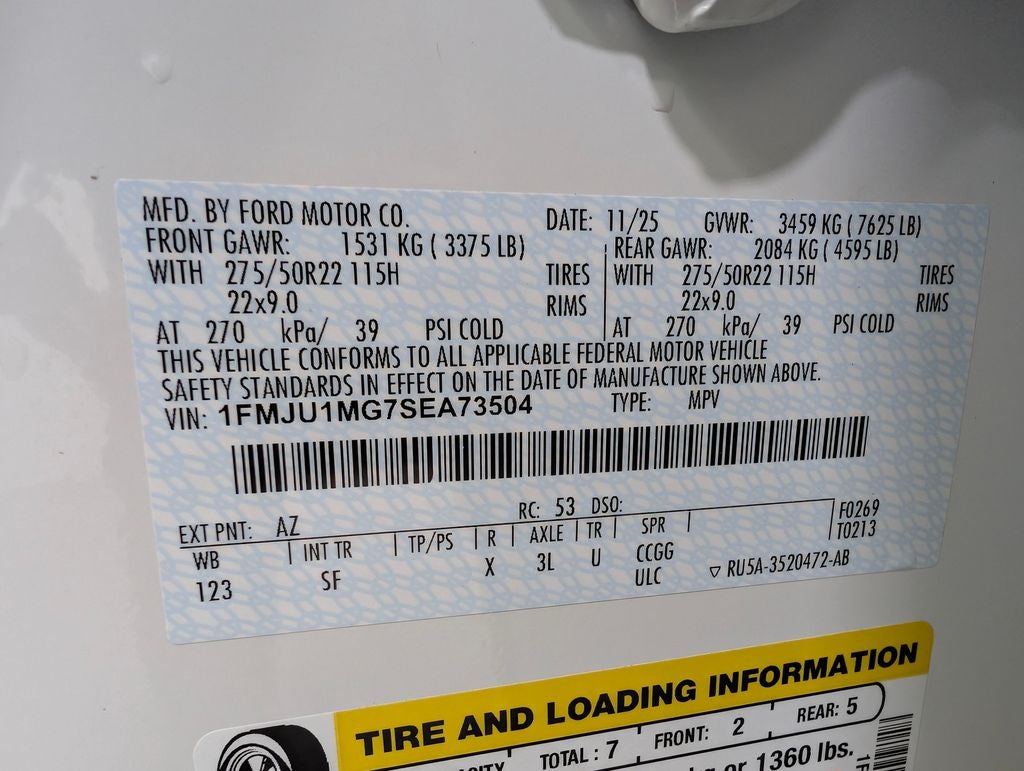 MFD. BY FORD MOTOR CO. DATE: 11/25 GVWR: 3459 KG ( 7625 LB)
FRONT GAWR: 1531 KG ( 3375 LB) REAR GAWR: 2084 KG ( 4595 LB)
WITH 275/50R22 115H TIRES WITH 275/50R22 115H TIRES
22x9.0 RIMS 22x9.0 RIMS
AT 270 kPa/ 39 PSI COLD AT 270 kPa/ 39 PSI COLD
THIS VEHICLE CONFORMS TO ALL APPLICABLE FEDERAL MOTOR VEHICLE
SAFETY STANDARDS IN EFFECT ON THE DATE OF MANUFACTURE SHOWN ABOVE.
VIN: 1FMJU1MG7SEA73504 TYPE: MPV
EXT PNT: AZ RC: 53 DSO: F0269
WB INT TR TP/PS R AXLE TR SPR T0213
123 SF X 3L U CCGG
ULC ▽ RU5A-3520472-AB
TIRE AND LOADING INFORMATION
TOTAL : 7 FRONT: 2 REAR: 5
or 1360 lbs.